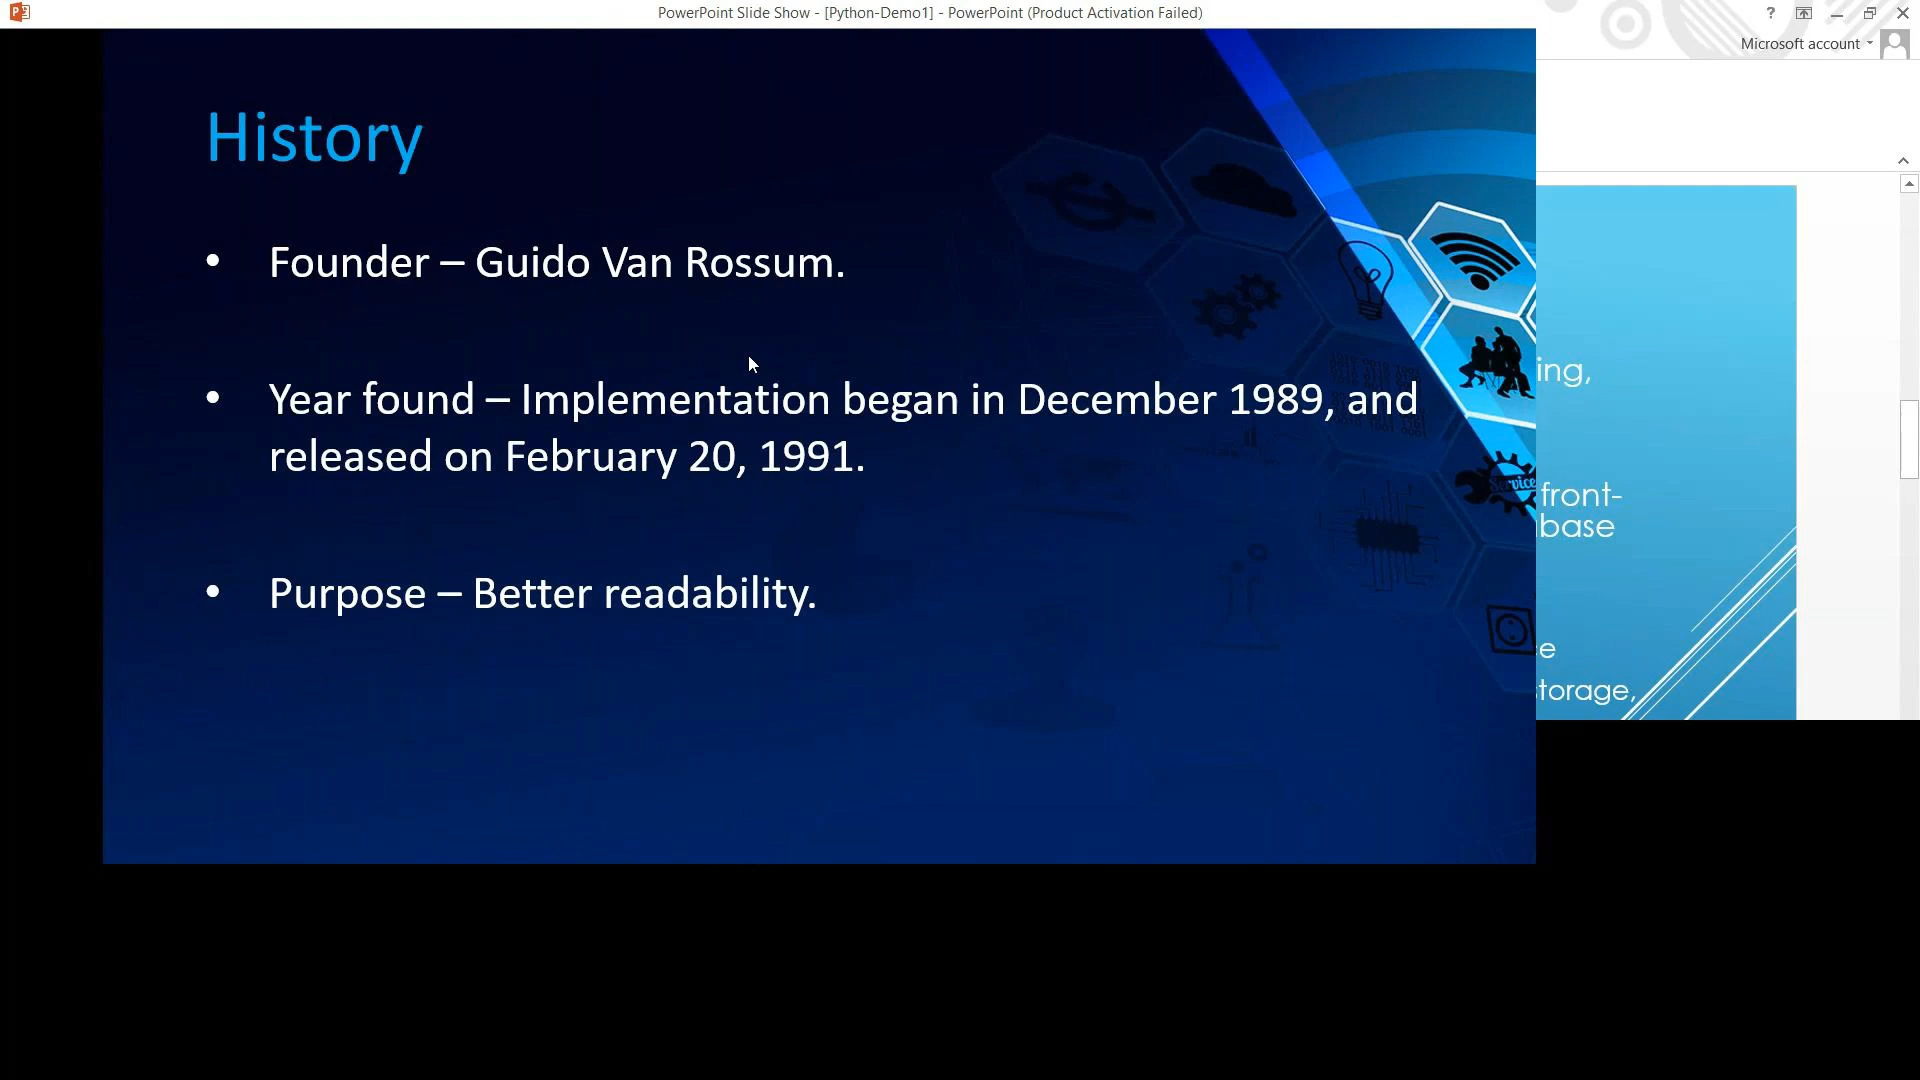 PowerPoint Slide Show - [Python-Demo1] - PowerPoint (Product Activation Failed)
?
Microsoft account
History
• Founder – Guido Van Rossum.
• Year found – Implementation began in December 1989, and
released on February 20, 1991.
• Purpose – Better readability.
ing,
front-
base
e
torage,
Service